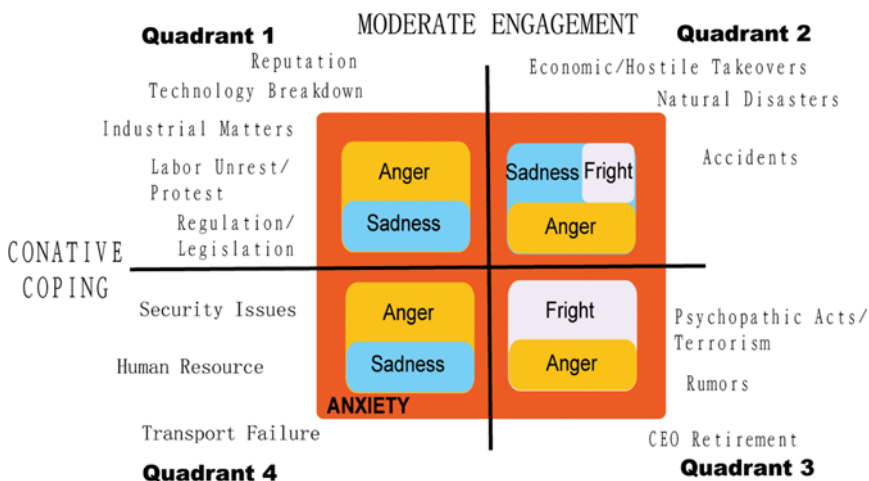 MODERATE ENGAGEMENT
Quadrant 1
Quadrant 2
Reputation
Technology Breakdown
Industrial Matters
Labor Unrest/
Protest
Regulation/
Legislation
Economic/Hostile Takeovers
Natural Disasters
Accidents
Anger
Sadness
Sadness
Fright
Anger
CONATIVE
COPING
Security Issues
Human Resource
Transport Failure
Anger
Sadness
ANXIETY
Fright
Anger
Psychopathic Acts/
Terrorism
Rumors
CEO Retirement
Quadrant 4
Quadrant 3